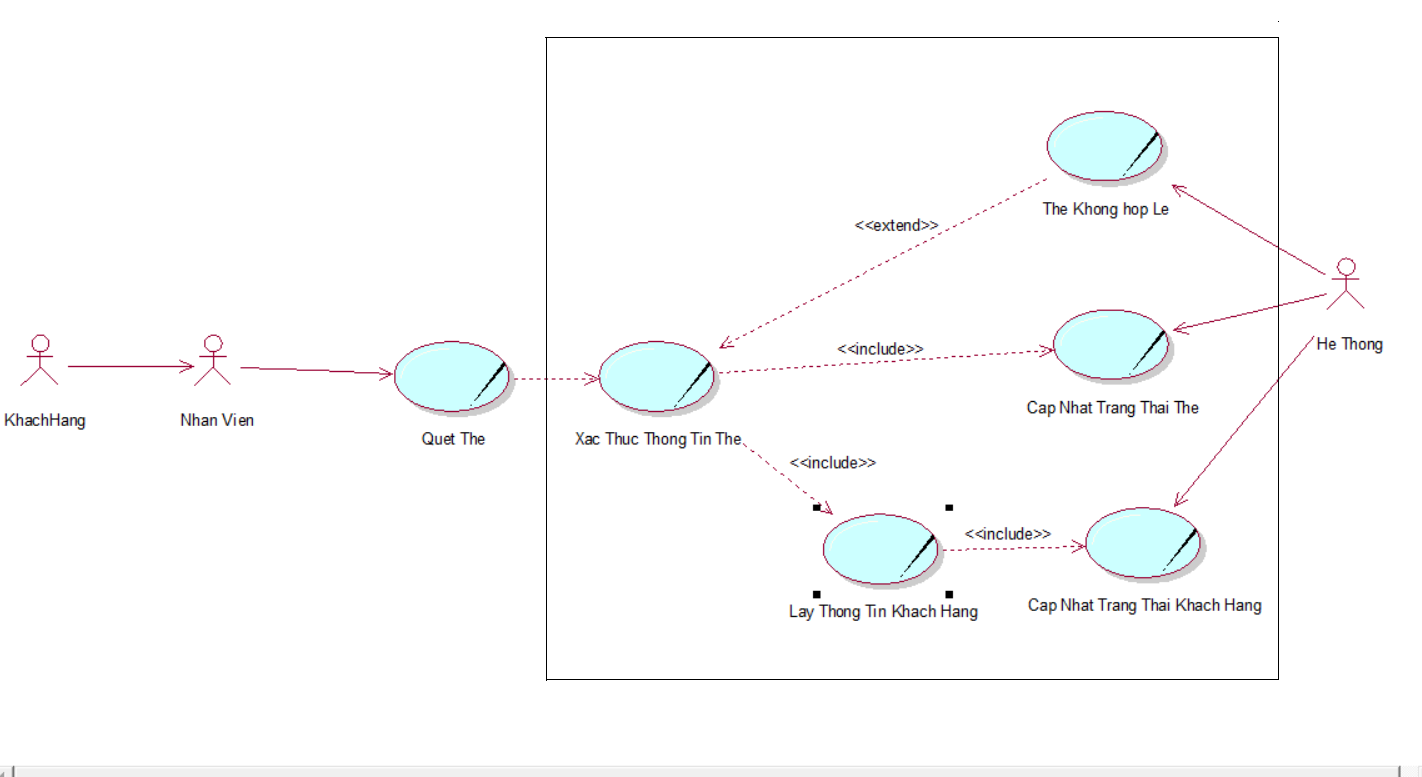 The Khong hop Le
<<extend>>
He Thong
<<include>>
Cap Nhat Trang Thai The
KhachHang
Nhan Vien
Quet The
Xac Thuc Thong Tin The
<<include>>
<<include>>
Lay Thong Tin Khach Hang
Cap Nhat Trang Thai Khach Hang